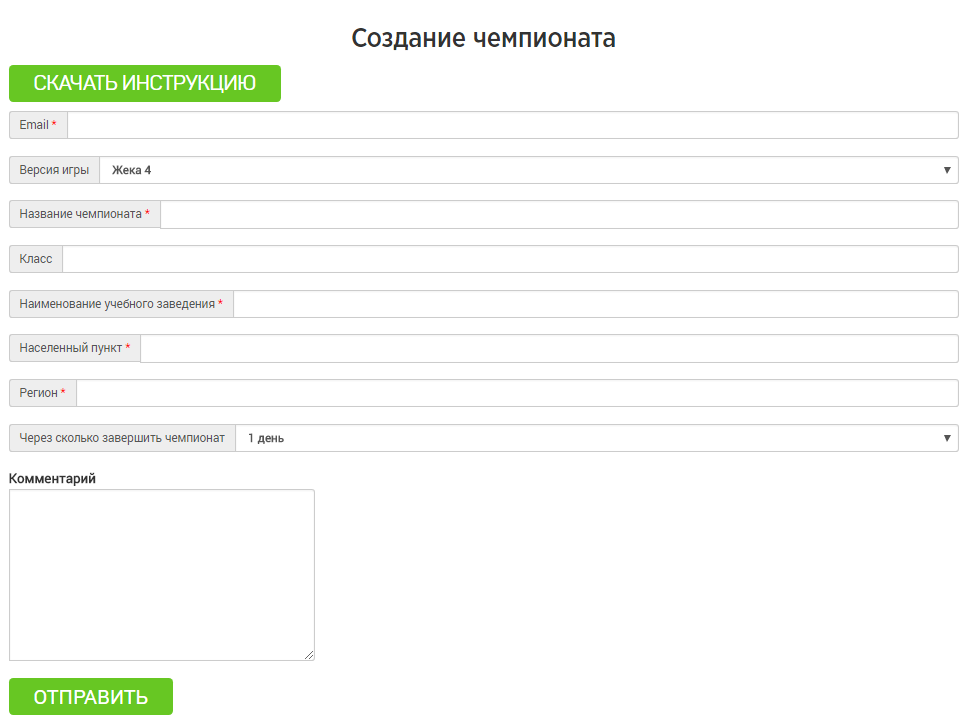 Создание чемпионата
СКАЧАТЬ ИНСТРУКЦИЮ
Email *
Версия игры Жека 4
Название чемпионата *
Класс
Наименование учебного заведения *
Населенный пункт *
Регион *
Через сколько завершить чемпионат 1 день
Комментарий
ОТПРАВИТЬ